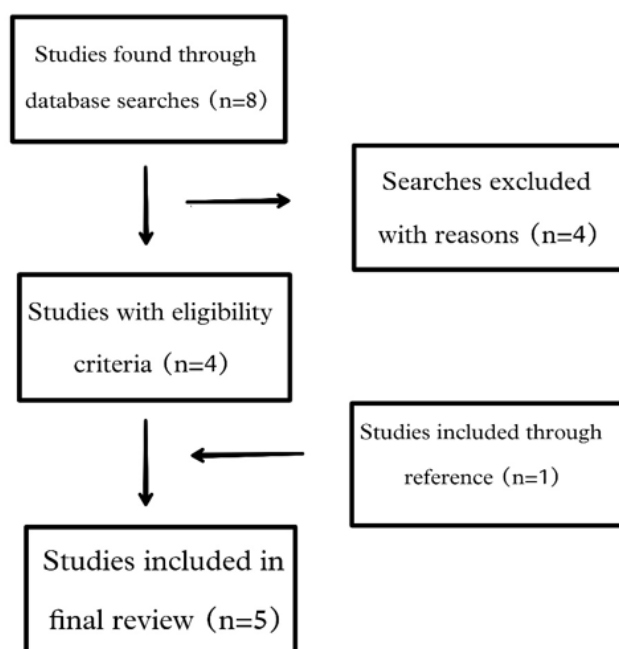 Studies found through
database searches (n=8)
Searches excluded
with reasons (n=4)
Studies with eligibility
criteria (n=4)
Studies included through
reference (n=1)
Studies included in
final review (n=5)